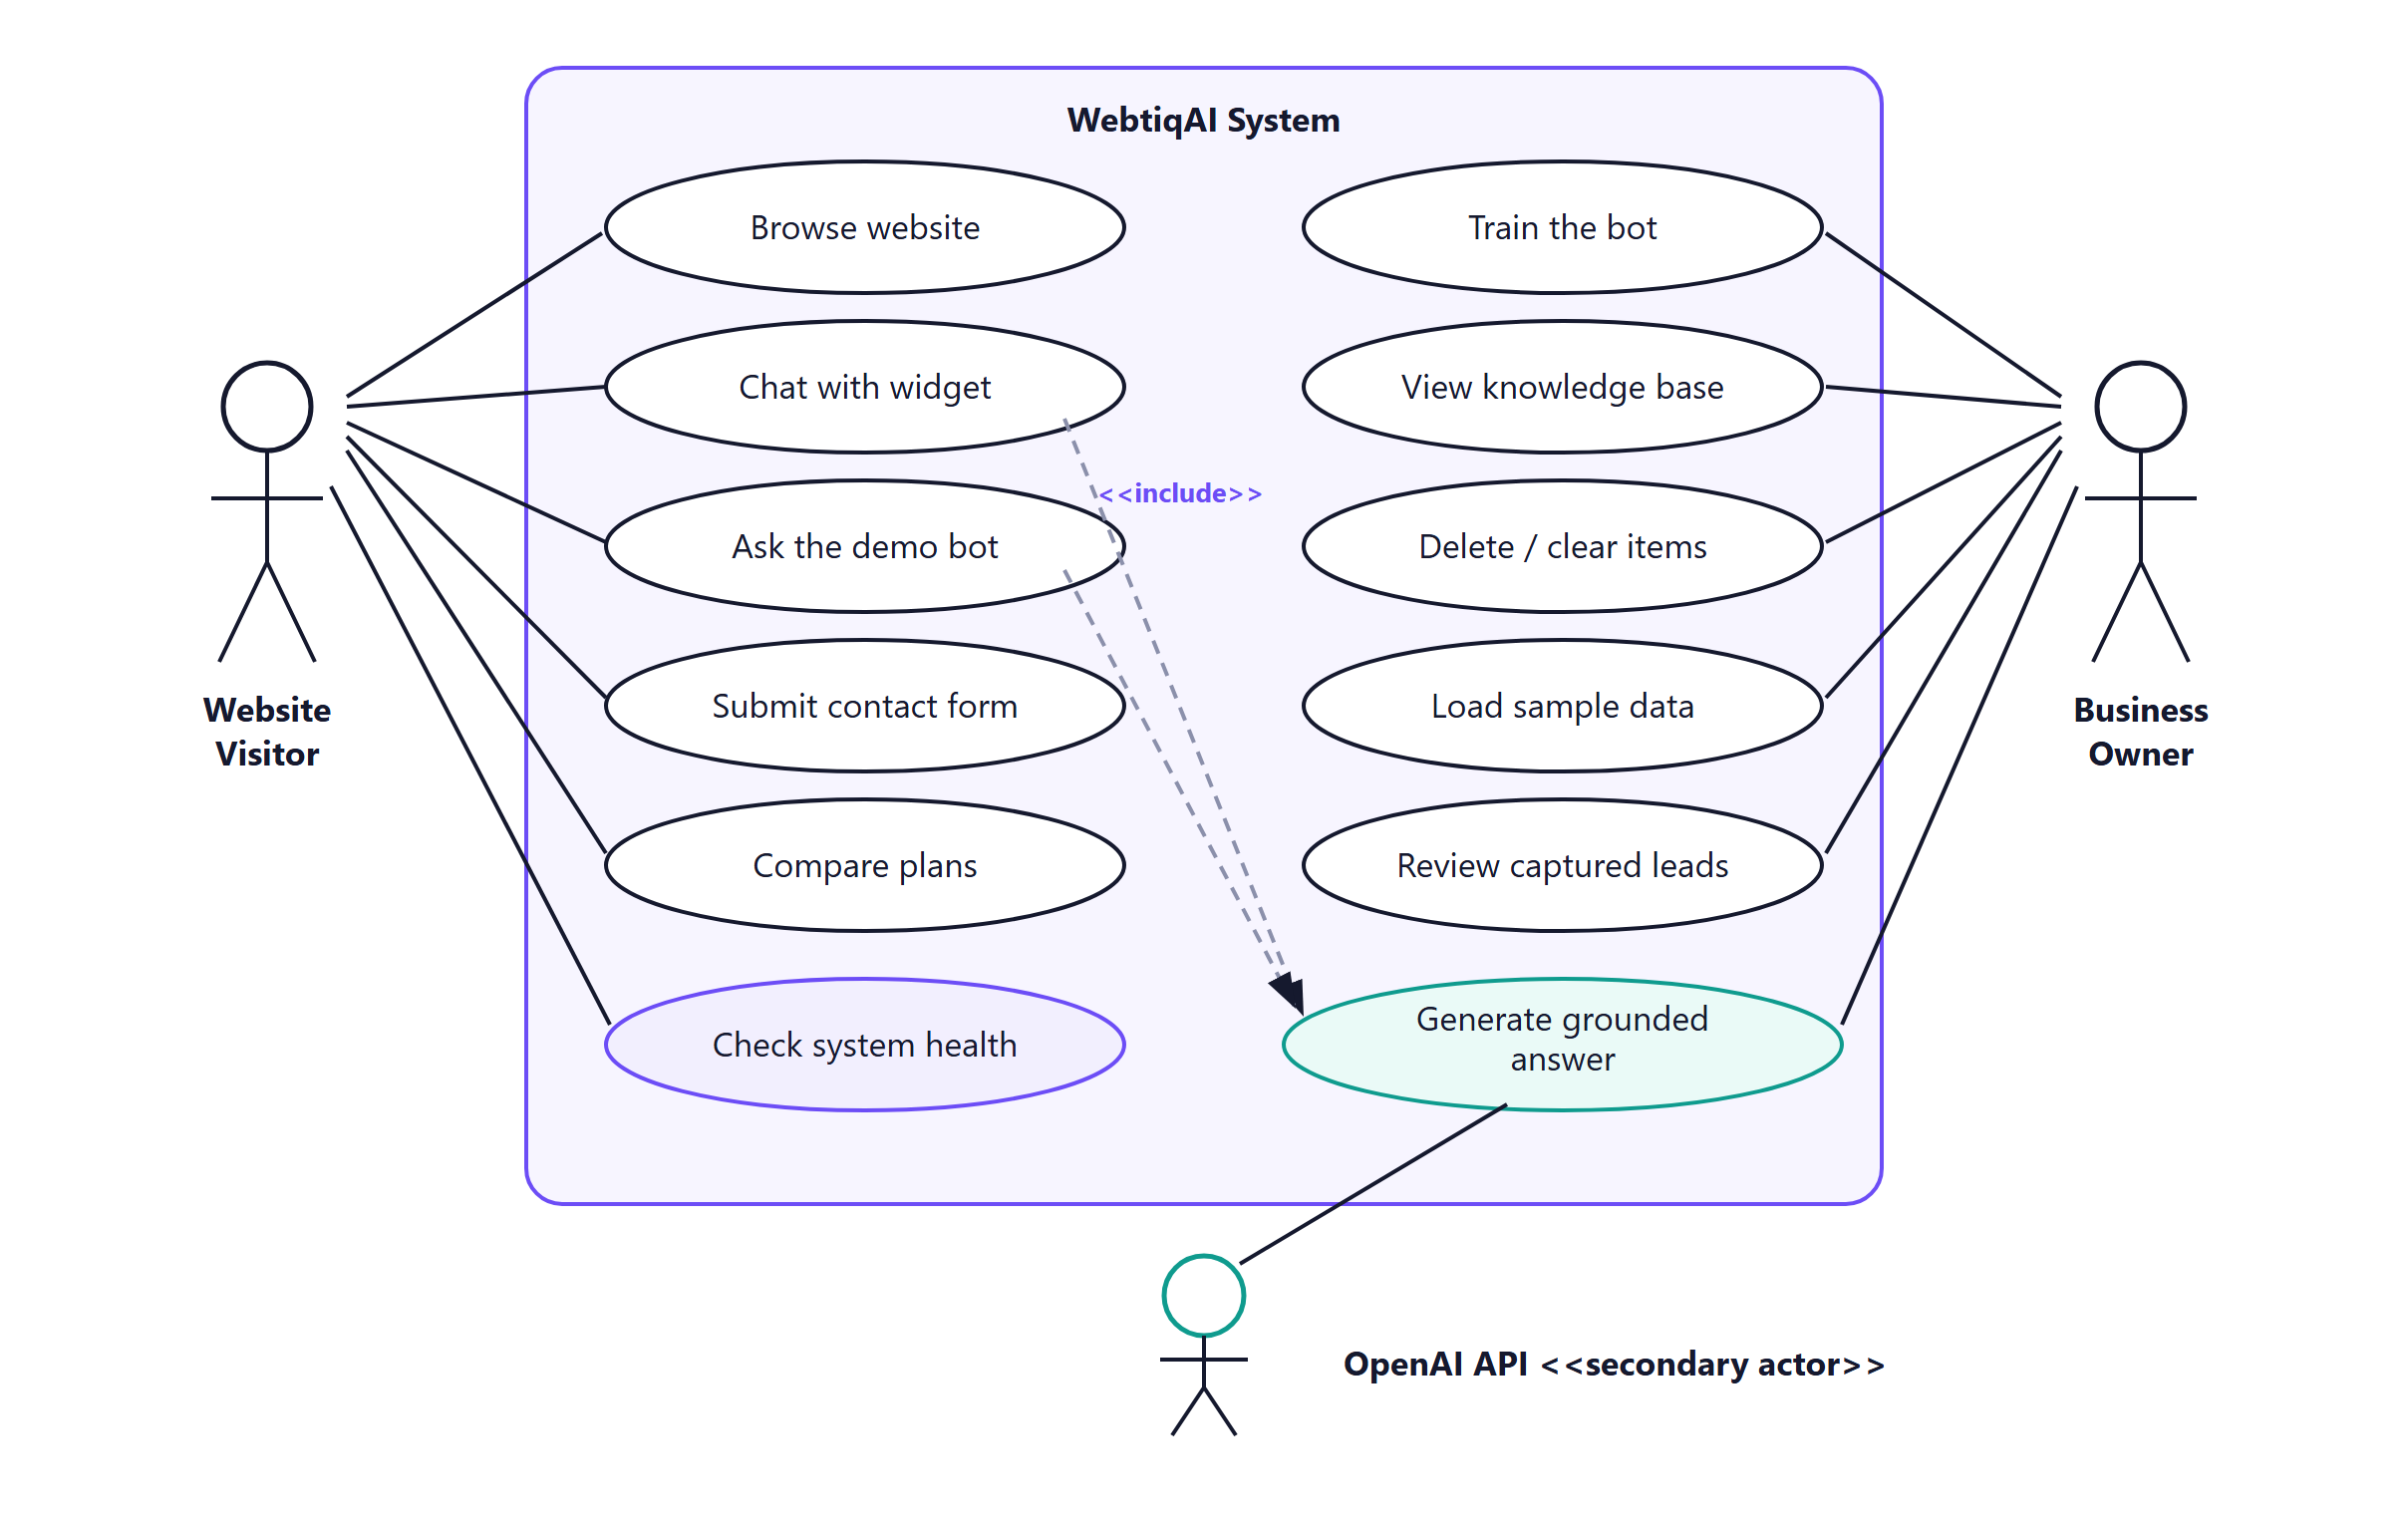 WebtiqAI System
Browse website
Train the bot
Chat with widget
View knowledge base
<<include>>
Ask the demo bot
Delete / clear items
Submit contact form
Load sample data
Website
Visitor
Business
Owner
Compare plans
Review captured leads
Check system health
Generate grounded
answer
OpenAI API <<secondary actor>>